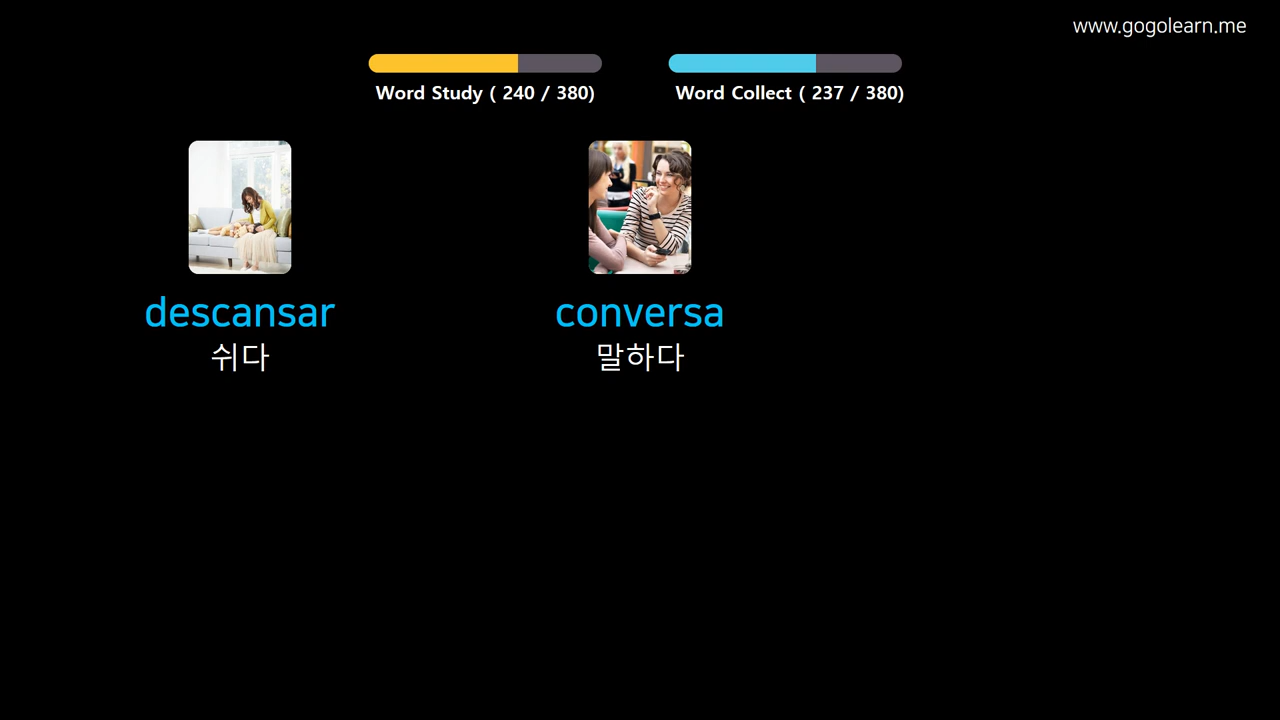 www.gogolearn.me
Word Study ( 240 / 380)
Word Collect ( 237 / 380)
descansar
쉬다
conversa
말하다